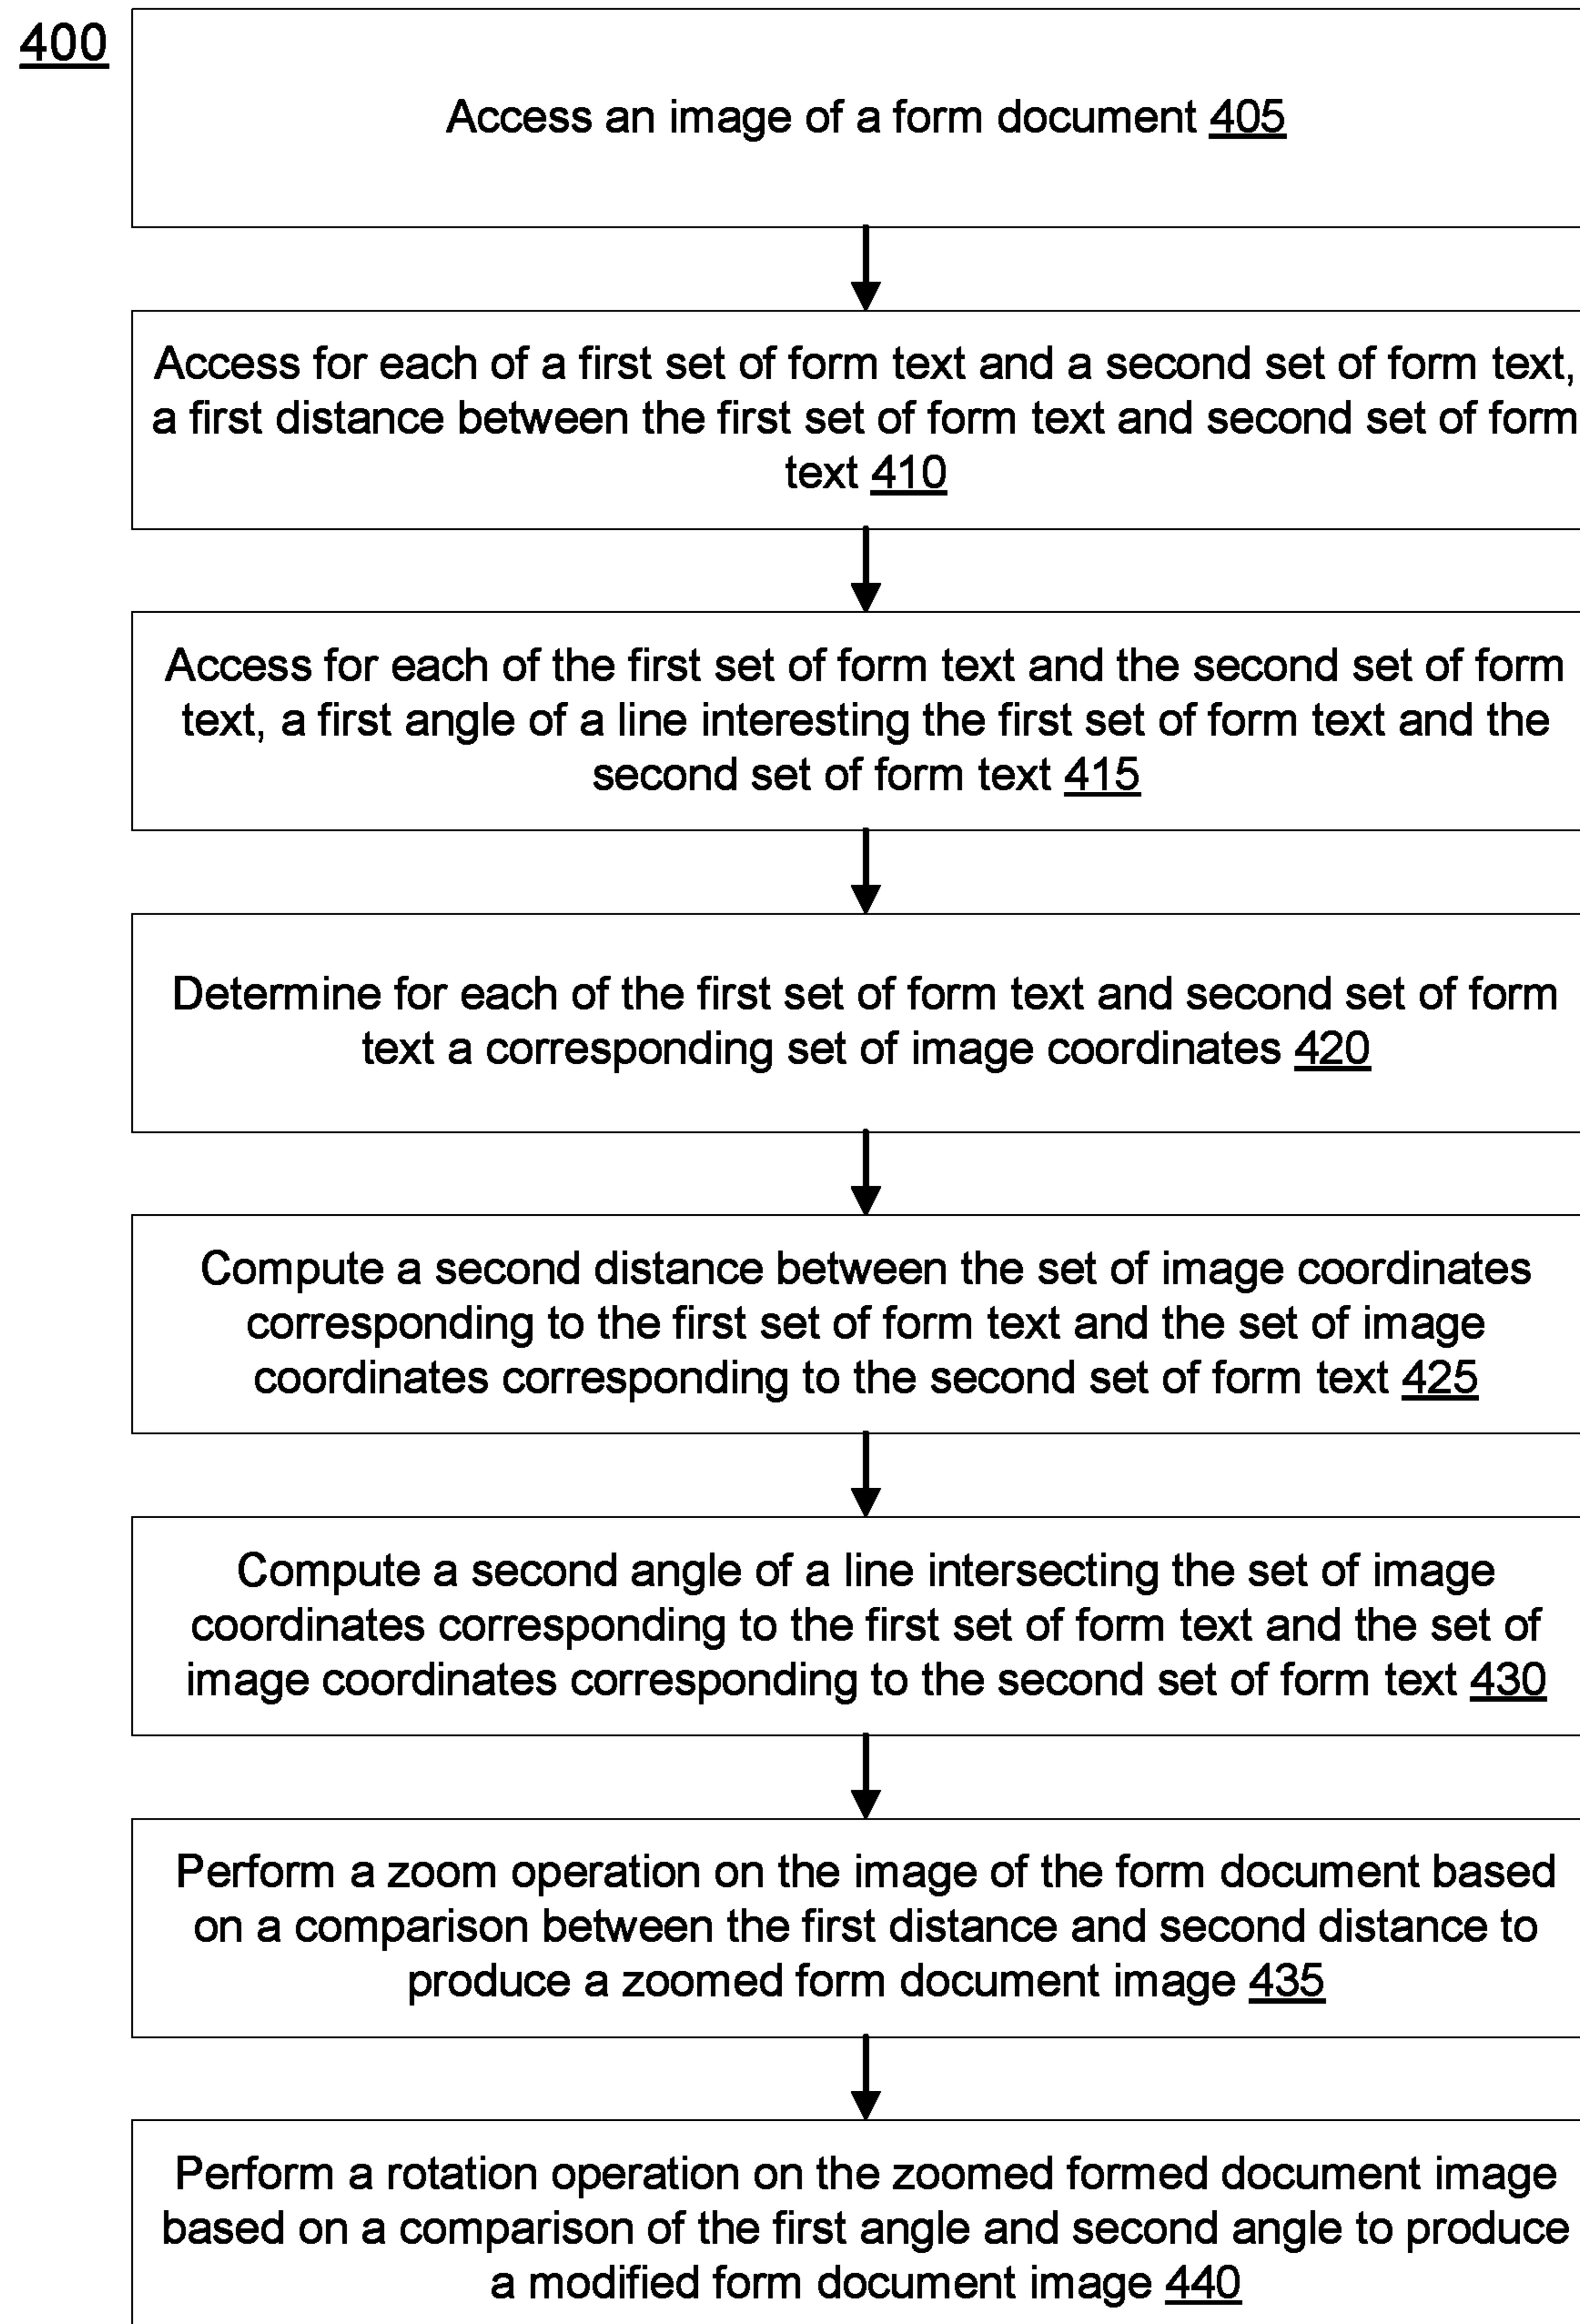 400
Access an image of a form document 405
Access for each of a first set of form text and a second set of form text,
a first distance between the first set of form text and second set of form
text 410
Access for each of the first set of form text and the second set of form
text, a first angle of a line interesting the first set of form text and the
second set of form text 415
Determine for each of the first set of form text and second set of form
text a corresponding set of image coordinates 420
Compute a second distance between the set of image coordinates
corresponding to the first set of form text and the set of image
coordinates corresponding to the second set of form text 425
Compute a second angle of a line intersecting the set of image
coordinates corresponding to the first set of form text and the set of
image coordinates corresponding to the second set of form text 430
Perform a zoom operation on the image of the form document based
on a comparison between the first distance and second distance to
produce a zoomed form document image 435
Perform a rotation operation on the zoomed formed document image
based on a comparison of the first angle and second angle to produce
a modified form document image 440